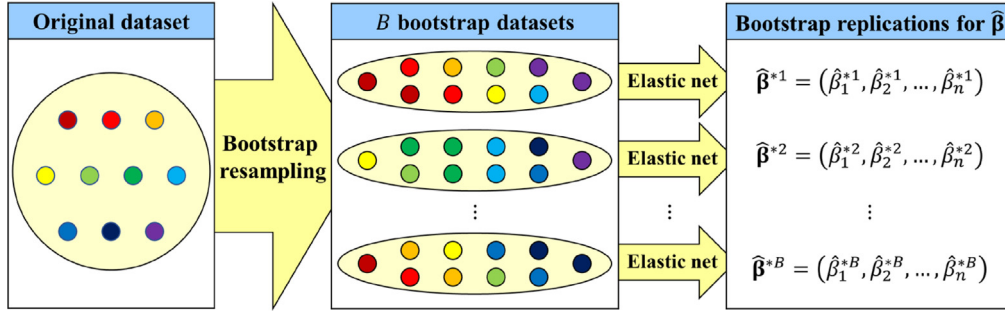 Original dataset
B bootstrap datasets
Bootstrap replications for β̂
Bootstrap
resampling
Elastic net
β̂*¹ = (β̂₁*¹, β̂₂*¹, ..., β̂ₙ*¹)
Elastic net
β̂*² = (β̂₁*², β̂₂*², ..., β̂ₙ*²)
⋮ ⋮ ⋮
Elastic net
β̂*ᴮ = (β̂₁*ᴮ, β̂₂*ᴮ, ..., β̂ₙ*ᴮ)